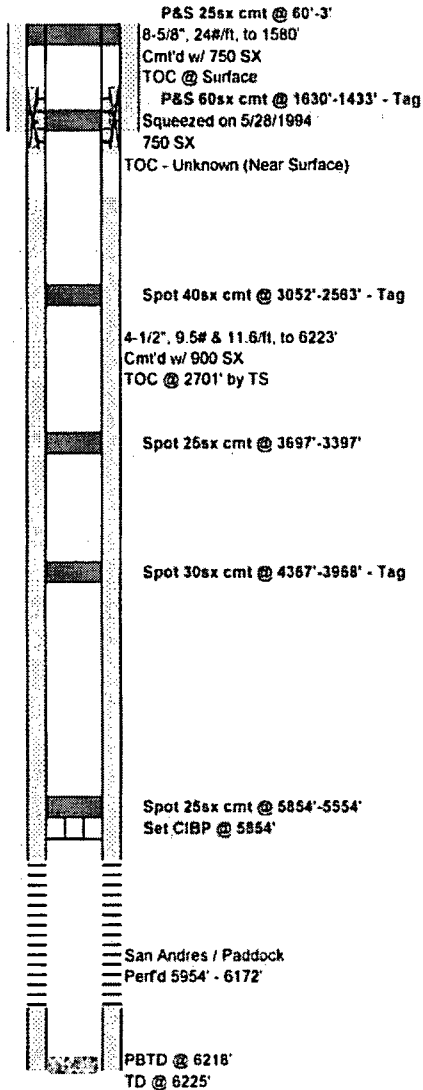 P&S 25sx cmt @ 60'-3'
8-5/8", 24#/ft, to 1580'
Cmt'd w/ 750 SX
TOC @ Surface
P&S 60sx cmt @ 1630'-1433' - Tag
Squeezed on 5/28/1994
750 SX
TOC - Unknown (Near Surface)
Spot 40sx cmt @ 3052'-2563' - Tag
4-1/2", 9.5# & 11.6/ft, to 6223'
Cmt'd w/ 900 SX
TOC @ 2701' by TS
Spot 25sx cmt @ 3697'-3397'
Spot 30sx cmt @ 4367'-3968' - Tag
Spot 25sx cmt @ 5854'-5554'
Set CIBP @ 5854'
San Andres / Paddock
Perf'd 5954' - 6172'
PBTD @ 6218'
TD @ 6225'